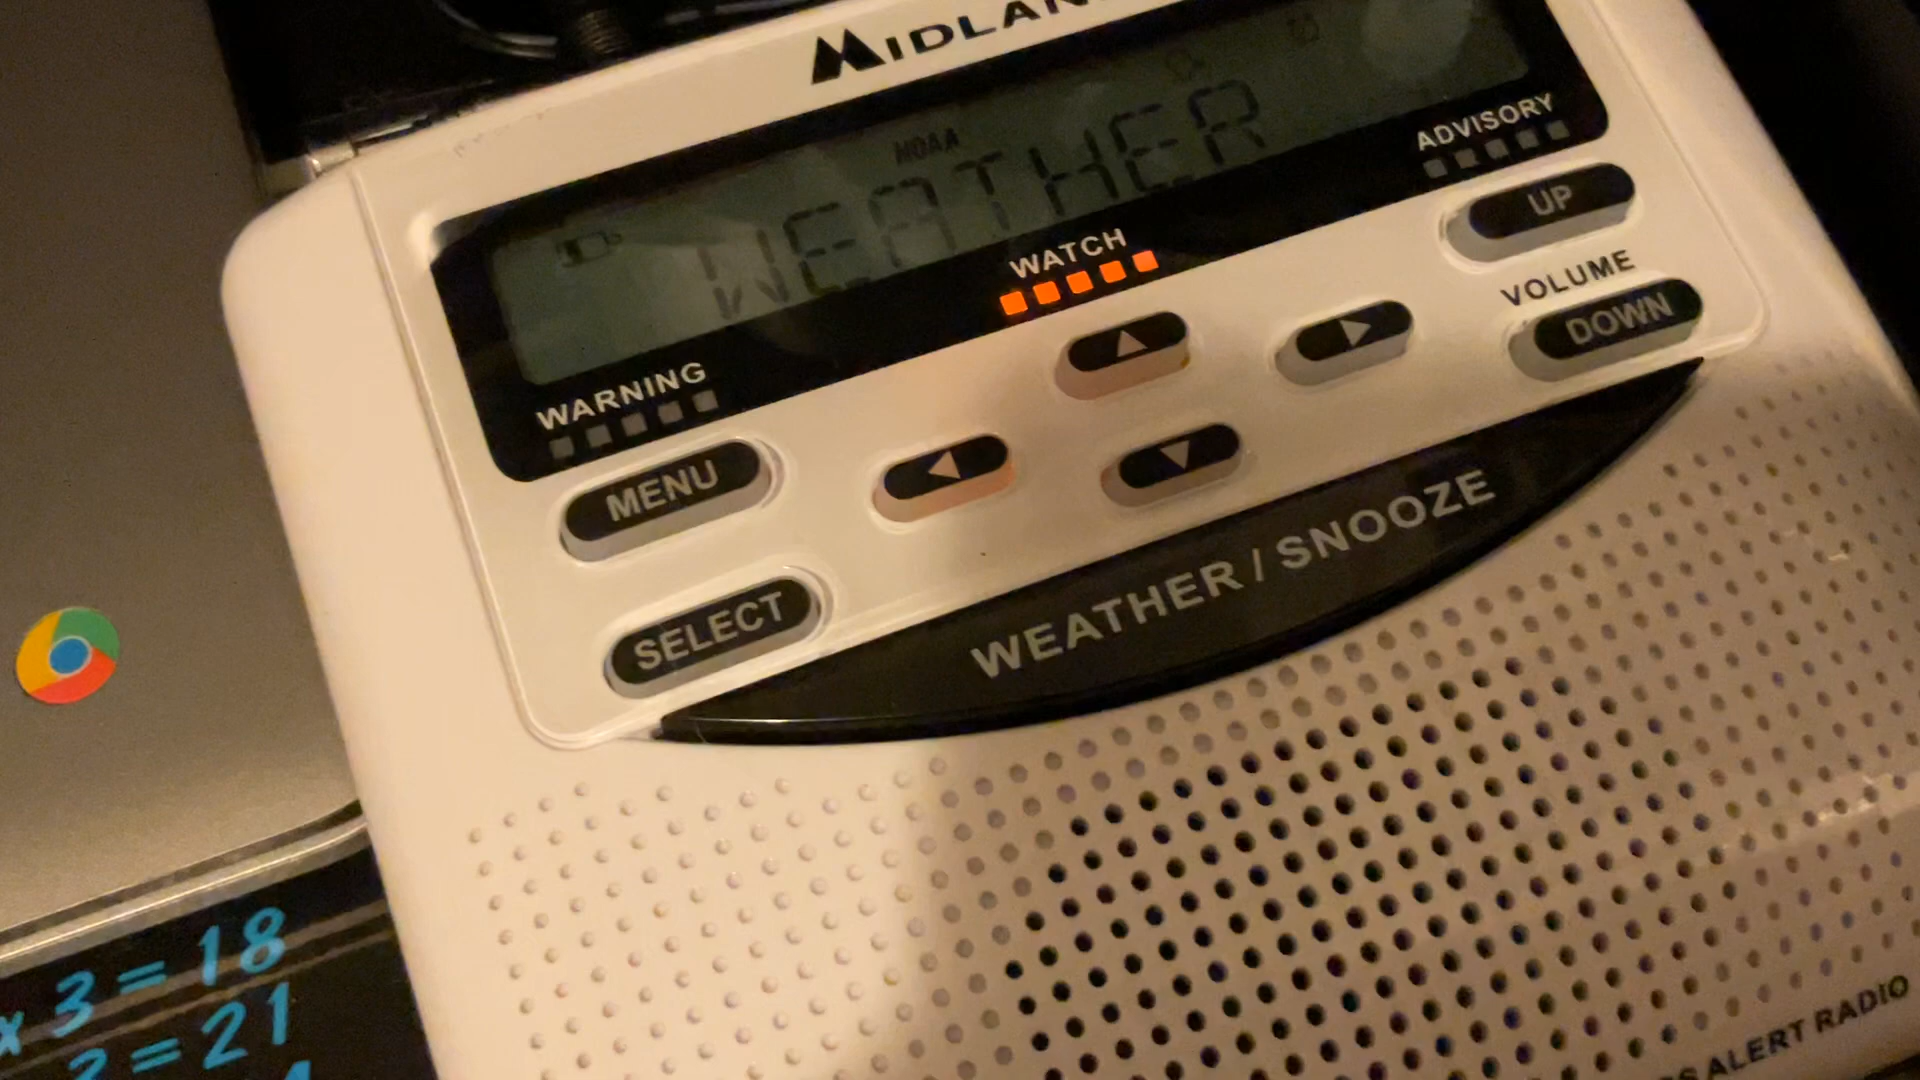 MIDLAN
NOAA
WEATHER
ADVISORY
WATCH
WARNING
UP
VOLUME
DOWN
MENU
SELECT
WEATHER / SNOOZE
x 3 = 18
= 21
ALERT RADIO